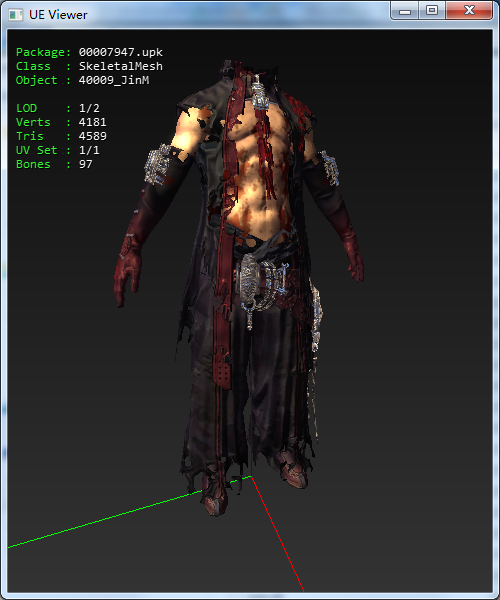 UE Viewer
Package: 00007947.upk
Class  : SkeletalMesh
Object : 40009_JinM
LOD    : 1/2
Verts  : 4181
Tris   : 4589
UV Set : 1/1
Bones  : 97